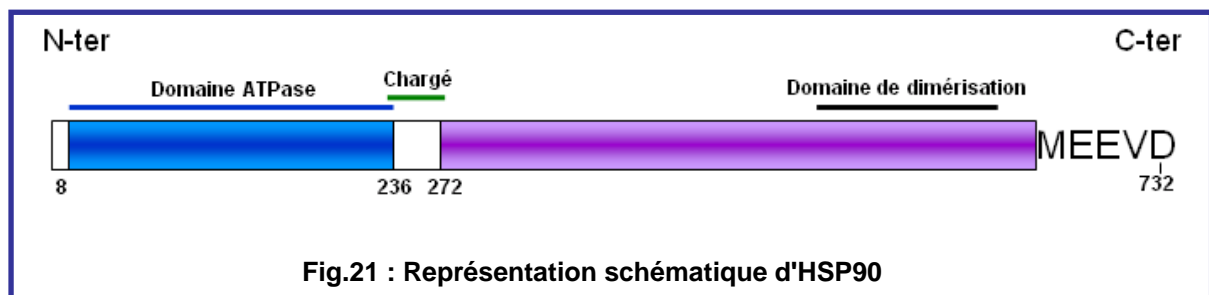 N-ter C-ter
Domaine ATPase Chargé Domaine de dimérisation
MEEVD
8 236 272 732
Fig.21 : Représentation schématique d'HSP90